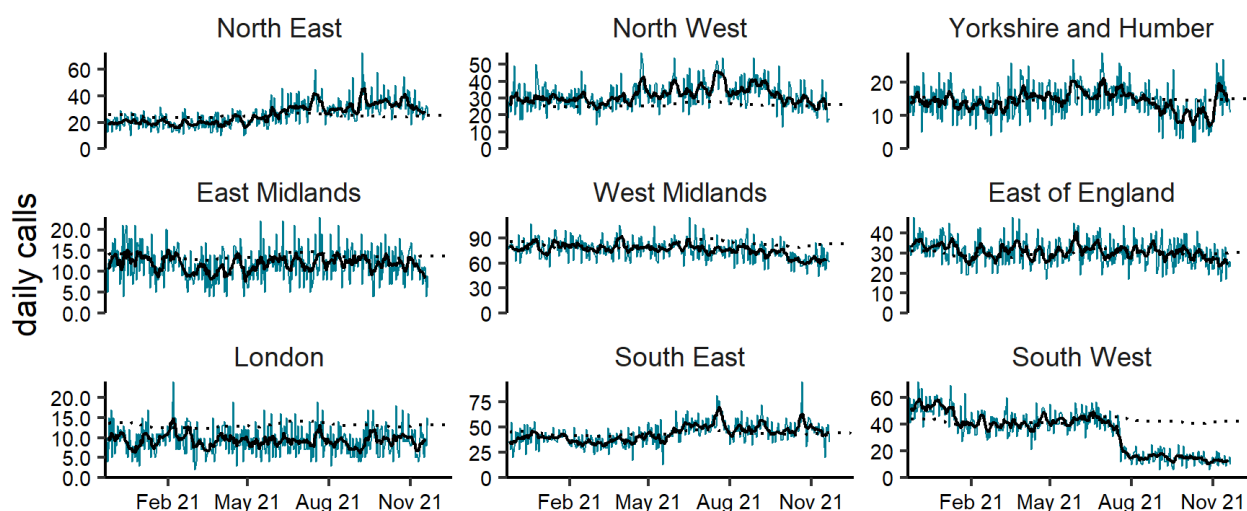 North East North West Yorkshire and Humber
60 50 20
40 40
30 10
20 20
10
0 0 0
East Midlands West Midlands East of England
20.0 90 40
15.0 60 30
10.0 20
5.0 30 10
0.0 0 0
daily calls
London South East South West
20.0 75 60
15.0 50 40
10.0
5.0 25 20
0.0 0 0
Feb 21 May 21 Aug 21 Nov 21 Feb 21 May 21 Aug 21 Nov 21 Feb 21 May 21 Aug 21 Nov 21